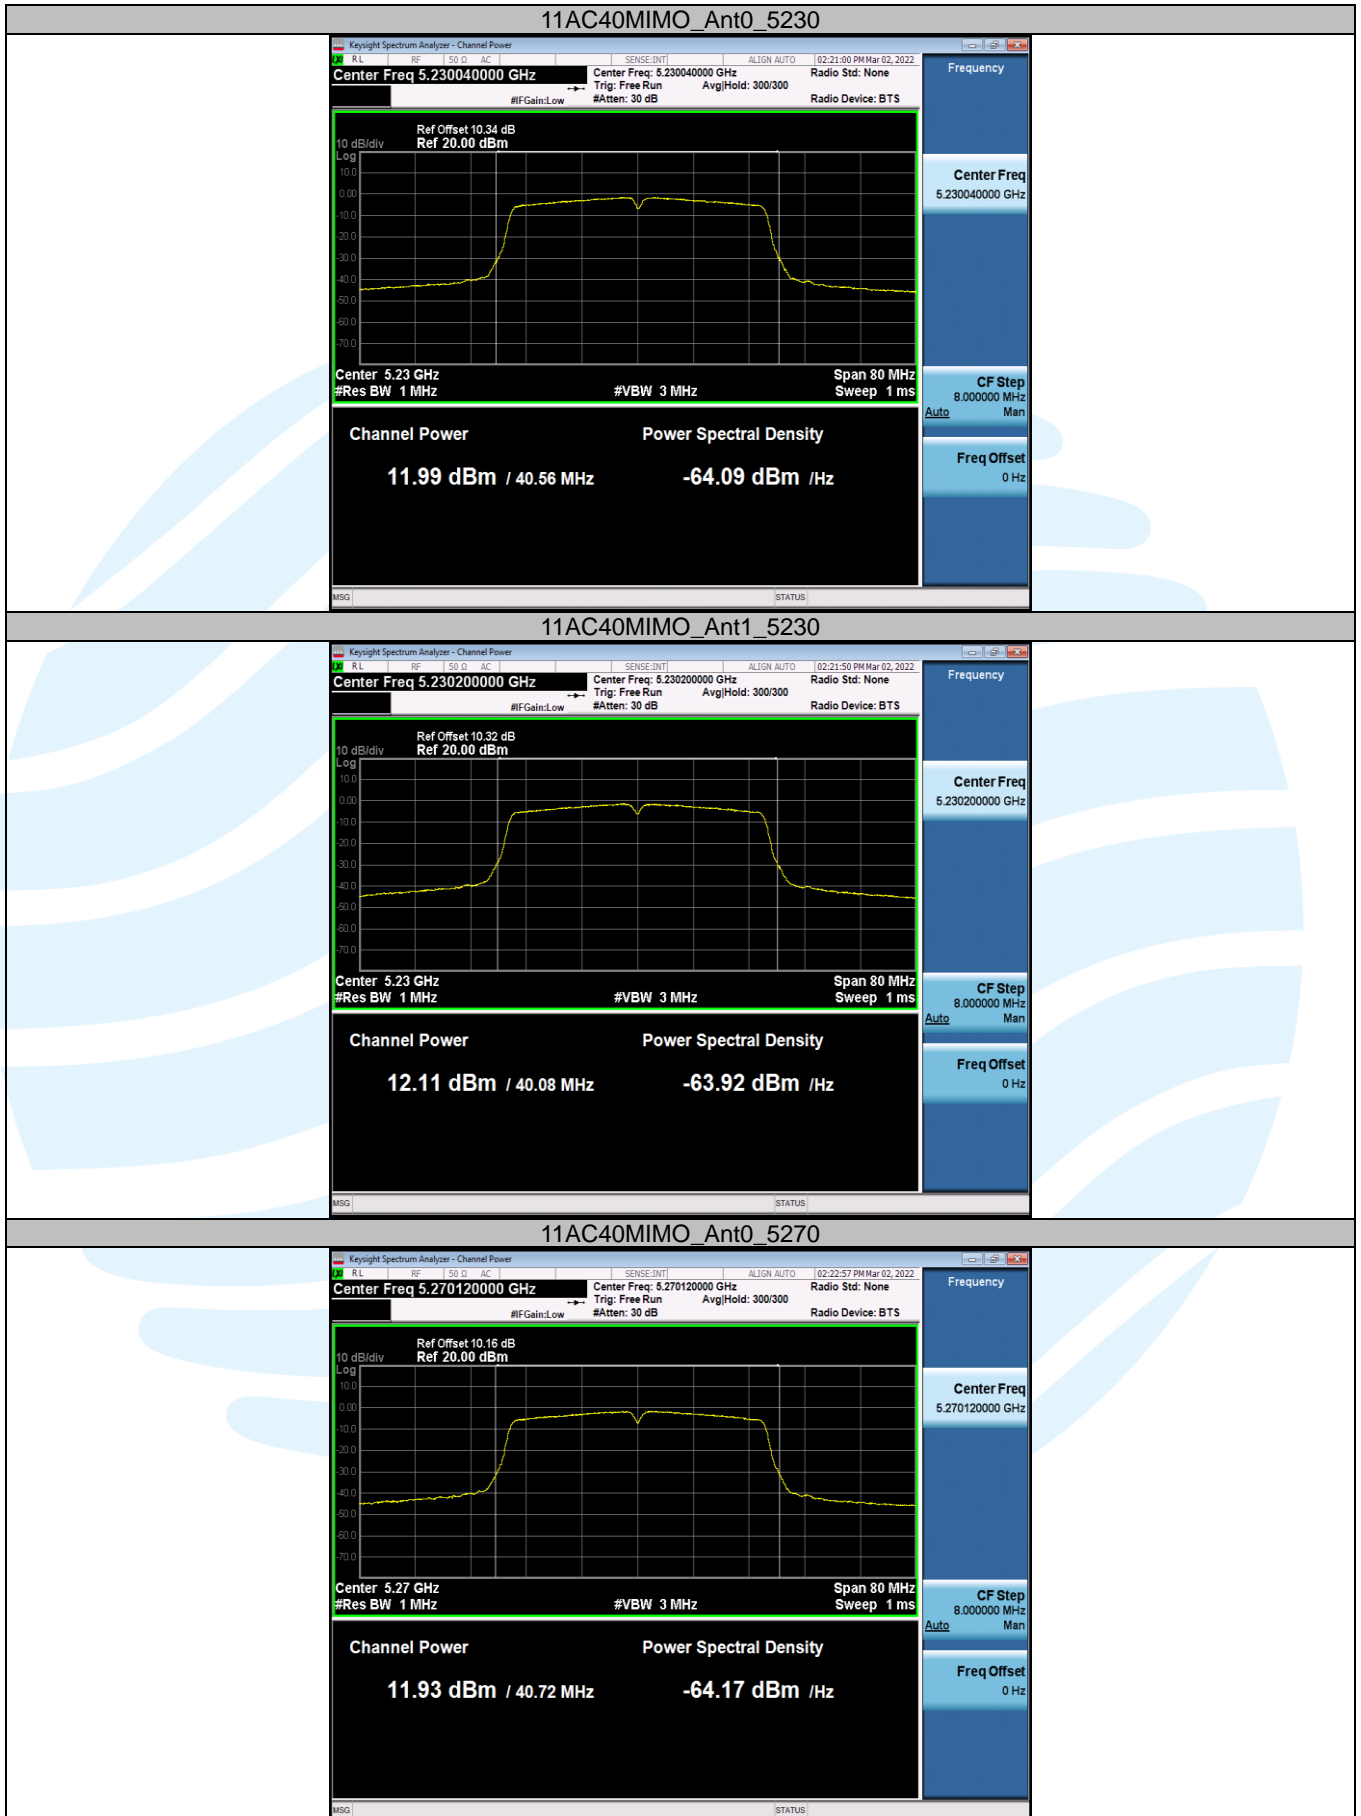 11AC40MIMO_Ant0_5230
Keysight Spectrum Analyzer - Channel Power
RL RF 50 Ω AC SENSE:INT ALIGN AUTO 02:21:00 PM Mar 02, 2022
Center Freq 5.230040000 GHz Center Freq: 5.230040000 GHz Radio Std: None Frequency
Trig: Free Run Avg|Hold: 300/300
#IFGain:Low #Atten: 30 dB Radio Device: BTS
Ref Offset 10.34 dB
10 dB/div Ref 20.00 dBm
Log
10.0
0.00
-10.0
-20.0
-30.0
-40.0
-50.0
-60.0
-70.0
Center Freq
5.230040000 GHz
Center 5.23 GHz Span 80 MHz
#Res BW 1 MHz #VBW 3 MHz Sweep 1 ms
CF Step
8.000000 MHz
Auto Man
Channel Power Power Spectral Density
11.99 dBm / 40.56 MHz -64.09 dBm /Hz
Freq Offset
0 Hz
MSG STATUS
11AC40MIMO_Ant1_5230
Keysight Spectrum Analyzer - Channel Power
RL RF 50 Ω AC SENSE:INT ALIGN AUTO 02:21:50 PM Mar 02, 2022
Center Freq 5.230200000 GHz Center Freq: 5.230200000 GHz Radio Std: None Frequency
Trig: Free Run Avg|Hold: 300/300
#IFGain:Low #Atten: 30 dB Radio Device: BTS
Ref Offset 10.32 dB
10 dB/div Ref 20.00 dBm
Log
10.0
0.00
-10.0
-20.0
-30.0
-40.0
-50.0
-60.0
-70.0
Center Freq
5.230200000 GHz
Center 5.23 GHz Span 80 MHz
#Res BW 1 MHz #VBW 3 MHz Sweep 1 ms
CF Step
8.000000 MHz
Auto Man
Channel Power Power Spectral Density
12.11 dBm / 40.08 MHz -63.92 dBm /Hz
Freq Offset
0 Hz
MSG STATUS
11AC40MIMO_Ant0_5270
Keysight Spectrum Analyzer - Channel Power
RL RF 50 Ω AC SENSE:INT ALIGN AUTO 02:22:57 PM Mar 02, 2022
Center Freq 5.270120000 GHz Center Freq: 5.270120000 GHz Radio Std: None Frequency
Trig: Free Run Avg|Hold: 300/300
#IFGain:Low #Atten: 30 dB Radio Device: BTS
Ref Offset 10.16 dB
10 dB/div Ref 20.00 dBm
Log
10.0
0.00
-10.0
-20.0
-30.0
-40.0
-50.0
-60.0
-70.0
Center Freq
5.270120000 GHz
Center 5.27 GHz Span 80 MHz
#Res BW 1 MHz #VBW 3 MHz Sweep 1 ms
CF Step
8.000000 MHz
Auto Man
Channel Power Power Spectral Density
11.93 dBm / 40.72 MHz -64.17 dBm /Hz
Freq Offset
0 Hz
MSG STATUS